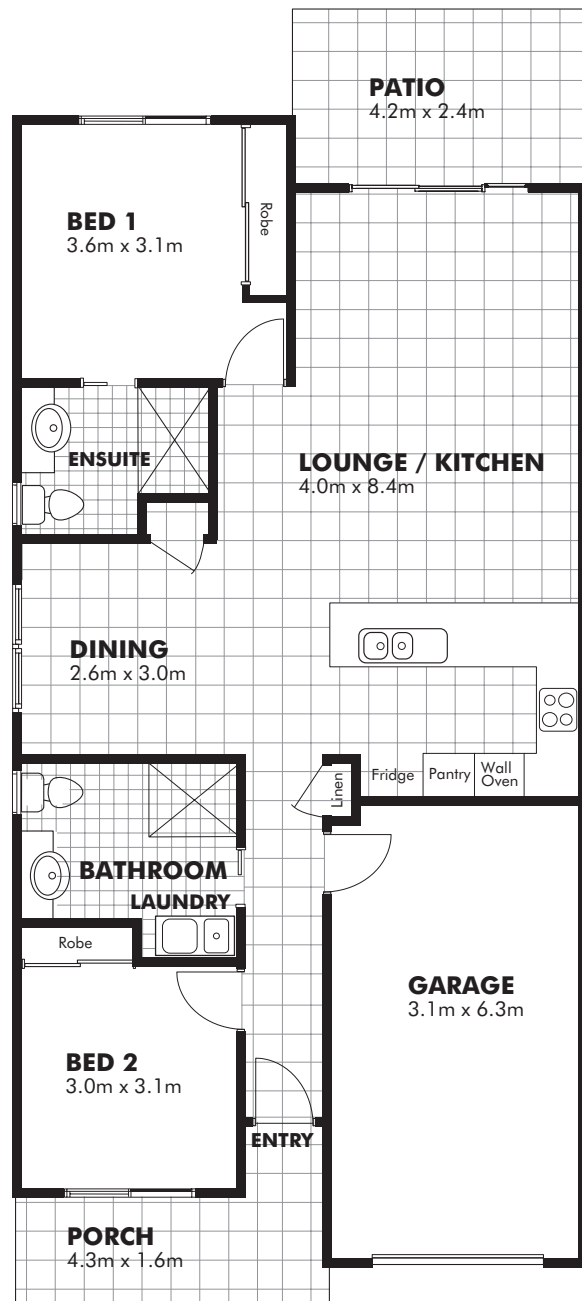 PATIO
4.2m x 2.4m
BED 1
3.6m x 3.1m
Robe
ENSUITE
LOUNGE / KITCHEN
4.0m x 8.4m
DINING
2.6m x 3.0m
Fridge
Pantry
Wall
Oven
Linen
BATHROOM
LAUNDRY
Robe
GARAGE
3.1m x 6.3m
BED 2
3.0m x 3.1m
ENTRY
PORCH
4.3m x 1.6m